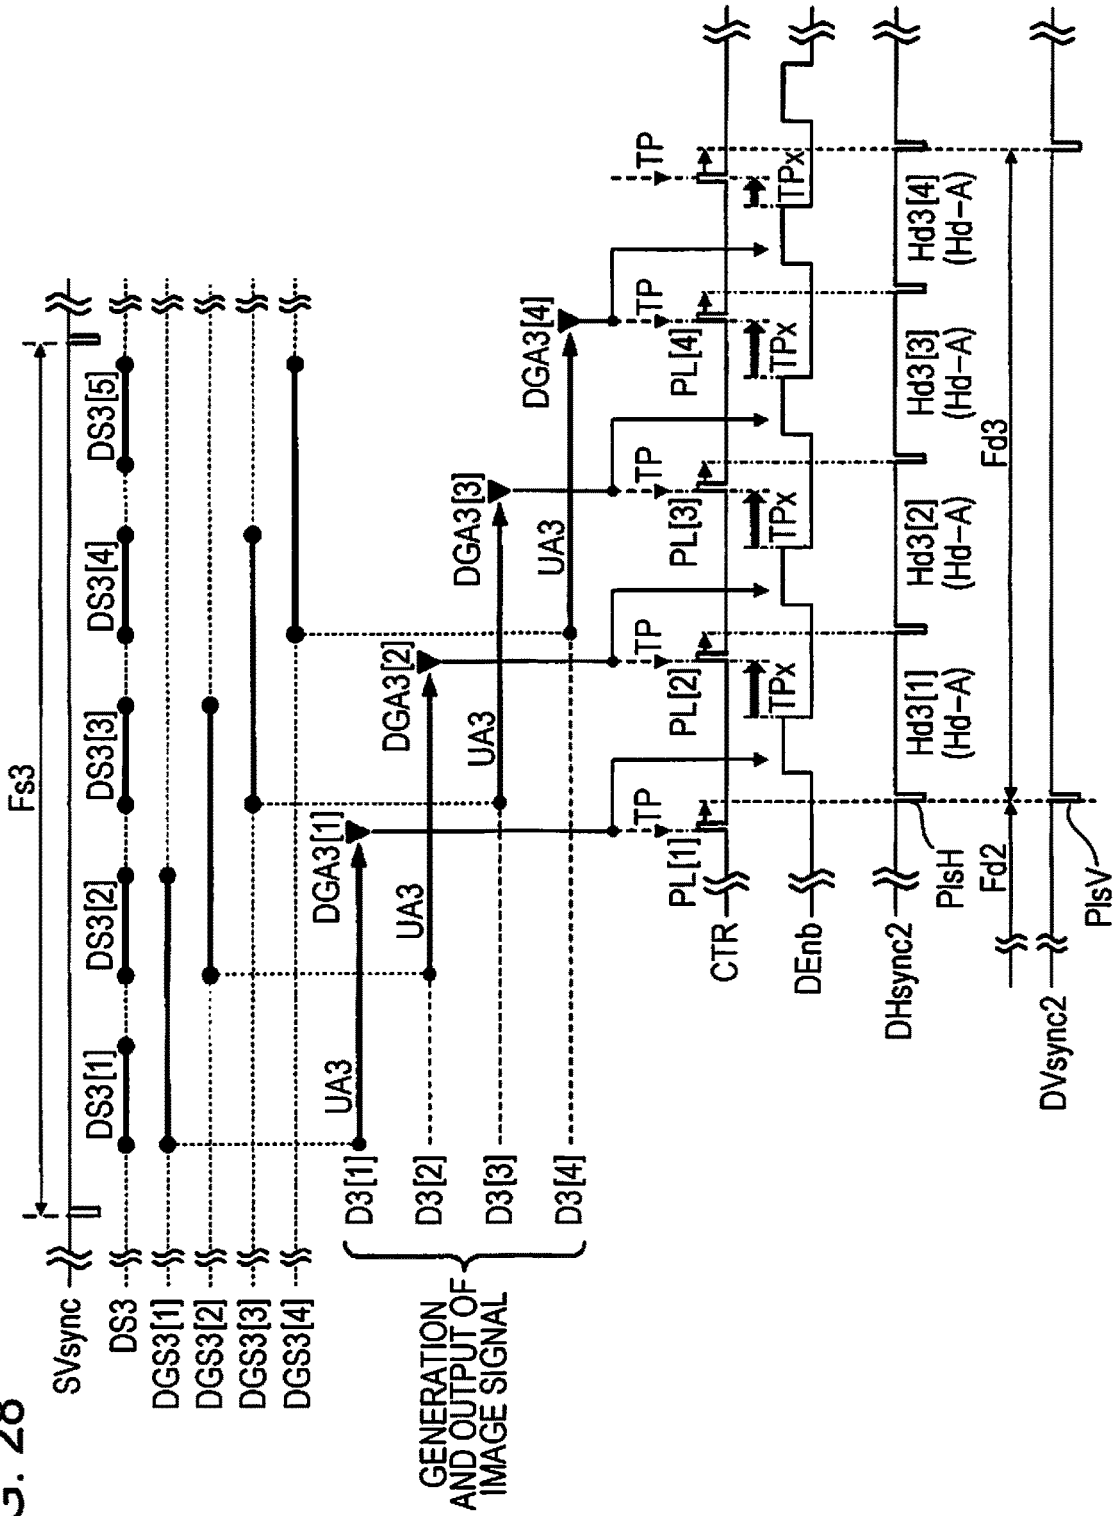 G. 28
Fs3
SVsync
DS3
DS3[1]
DS3[2]
DS3[3]
DS3[4]
DS3[5]
DGS3[1]
DGS3[2]
DGS3[3]
DGS3[4]
GENERATION
AND OUTPUT OF
IMAGE SIGNAL
D3[1]
UA3
DGA3[1]
D3[2]
UA3
DGA3[2]
D3[3]
UA3
DGA3[3]
D3[4]
UA3
DGA3[4]
TP
TP
TP
TP
TP
PL[1]
PL[2]
PL[3]
PL[4]
CTR
TPx
TPx
TPx
TPx
DEnb
DHsync2
PlsH
Hd3[1]
(Hd-A)
Hd3[2]
(Hd-A)
Hd3[3]
(Hd-A)
Hd3[4]
(Hd-A)
Fd2
Fd3
DVsync2
PlsV